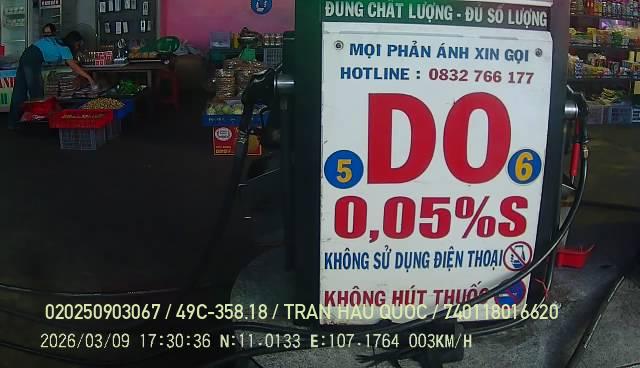 ĐÚNG CHẤT LƯỢNG - ĐỦ SỐ LƯỢNG
MỌI PHẢN ÁNH XIN GỌI
HOTLINE : 0832 766 177
5 DO 6
0,05%S
KHÔNG SỬ DỤNG ĐIỆN THOẠI
KHÔNG HÚT THUỐC
020250903067 / 49C-358.18 / TRAN HAU QUOC / 740118016620
2026/03/09 17:30:36 N:11.0133 E:107.1764 003KM/H